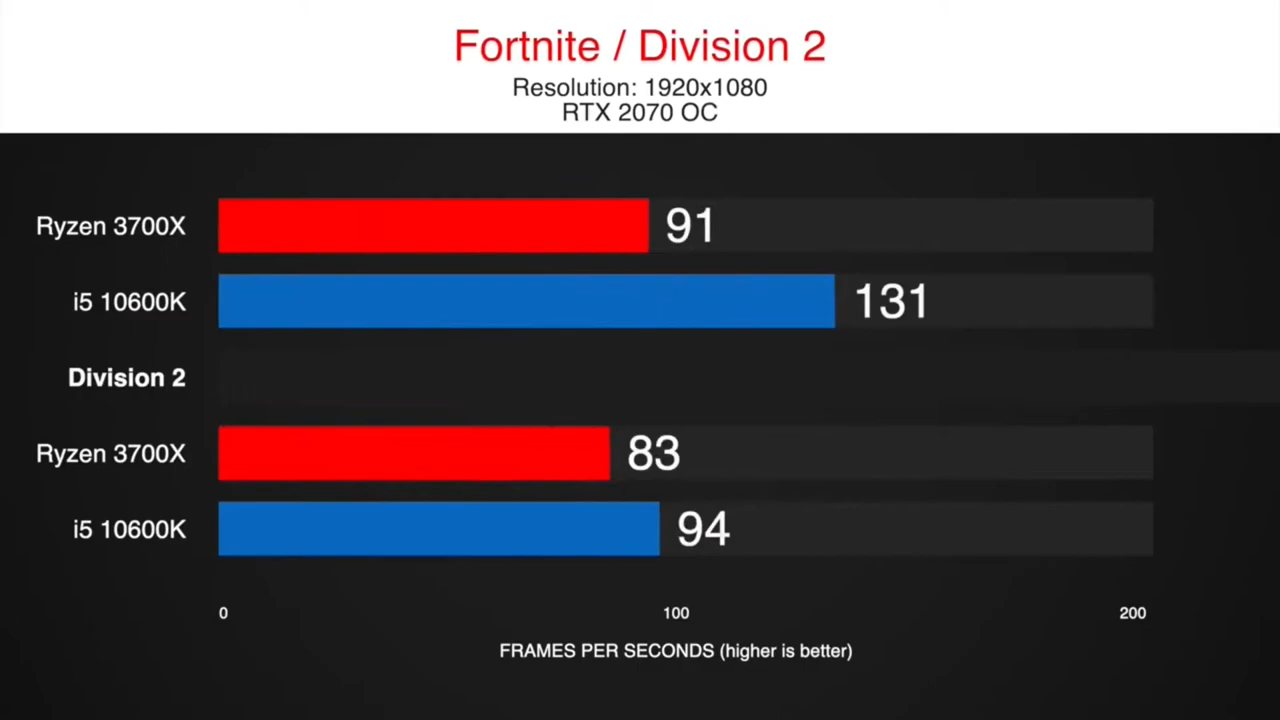 Fortnite / Division 2
Resolution: 1920x1080
RTX 2070 OC
Ryzen 3700X 91
i5 10600K 131
Division 2
Ryzen 3700X 83
i5 10600K 94
0 100 200
FRAMES PER SECONDS (higher is better)